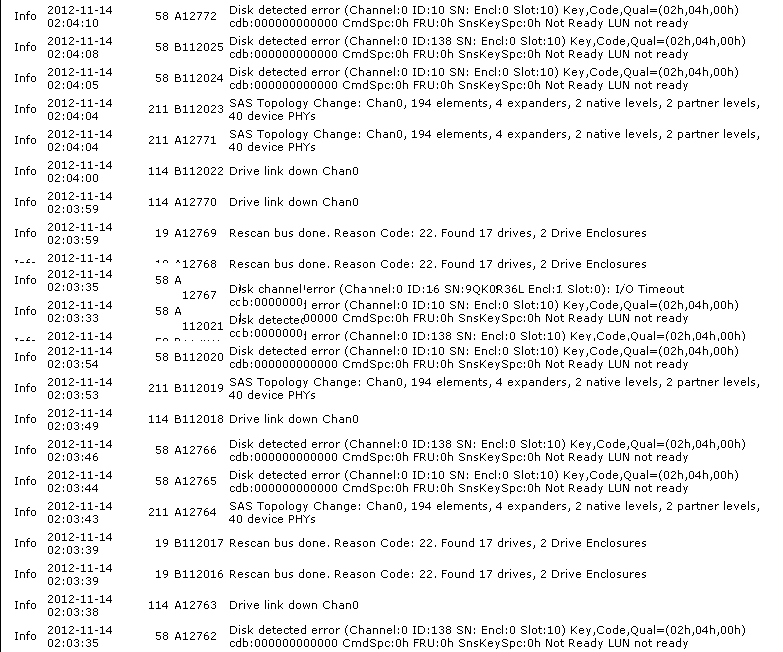 Info 2012-11-14 58 A12772 Disk detected error (Channel:0 ID:10 SN: Encl:0 Slot:10) Key,Code,Qual=(02h,04h,00h)
02:04:10 cdb:000000000000 CmdSpc:0h FRU:0h SnsKeySpc:0h Not Ready LUN not ready
Info 2012-11-14 58 B112025 Disk detected error (Channel:0 ID:138 SN: Encl:0 Slot:10) Key,Code,Qual=(02h,04h,00h)
02:04:08 cdb:000000000000 CmdSpc:0h FRU:0h SnsKeySpc:0h Not Ready LUN not ready
Info 2012-11-14 58 B112024 Disk detected error (Channel:0 ID:10 SN: Encl:0 Slot:10) Key,Code,Qual=(02h,04h,00h)
02:04:05 cdb:000000000000 CmdSpc:0h FRU:0h SnsKeySpc:0h Not Ready LUN not ready
Info 2012-11-14 211 B112023 SAS Topology Change: Chan0, 194 elements, 4 expanders, 2 native levels, 2 partner levels,
02:04:04 40 device PHYs
Info 2012-11-14 211 A12771 SAS Topology Change: Chan0, 194 elements, 4 expanders, 2 native levels, 2 partner levels,
02:04:04 40 device PHYs
Info 2012-11-14 114 B112022 Drive link down Chan0
02:04:00
Info 2012-11-14 114 A12770 Drive link down Chan0
02:03:59
Info 2012-11-14 19 A12769 Rescan bus done. Reason Code: 22. Found 17 drives, 2 Drive Enclosures
02:03:59
2012-11-14 A12768 Rescan bus done. Reason Code: 22. Found 17 drives, 2 Drive Enclosures
Info 02:03:35 58 A
12767 Disk channel error (Channel:0 ID:16 SN:9QK0R36L Encl:1 Slot:0): I/O Timeout
Info 2012-11-14 58 A ccb:0000000 error (Channel:0 ID:10 SN: Encl:0 Slot:10) Key,Code,Qual=(02h,04h,00h)
02:03:33 Disk detected 00000 CmdSpc:0h FRU:0h SnsKeySpc:0h Not Ready LUN not ready
112021 ccb:0000000 error (Channel:0 ID:138 SN: Encl:0 Slot:10) Key,Code,Qual=(02h,04h,00h)
Info 2012-11-14 58 B112020 Disk detected error (Channel:0 ID:10 SN: Encl:0 Slot:10) Key,Code,Qual=(02h,04h,00h)
02:03:54 cdb:000000000000 CmdSpc:0h FRU:0h SnsKeySpc:0h Not Ready LUN not ready
Info 2012-11-14 211 B112019 SAS Topology Change: Chan0, 194 elements, 4 expanders, 2 native levels, 2 partner levels,
02:03:53 40 device PHYs
Info 2012-11-14 114 B112018 Drive link down Chan0
02:03:49
Info 2012-11-14 58 A12766 Disk detected error (Channel:0 ID:138 SN: Encl:0 Slot:10) Key,Code,Qual=(02h,04h,00h)
02:03:46 cdb:000000000000 CmdSpc:0h FRU:0h SnsKeySpc:0h Not Ready LUN not ready
Info 2012-11-14 58 A12765 Disk detected error (Channel:0 ID:10 SN: Encl:0 Slot:10) Key,Code,Qual=(02h,04h,00h)
02:03:44 cdb:000000000000 CmdSpc:0h FRU:0h SnsKeySpc:0h Not Ready LUN not ready
Info 2012-11-14 211 A12764 SAS Topology Change: Chan0, 194 elements, 4 expanders, 2 native levels, 2 partner levels,
02:03:43 40 device PHYs
Info 2012-11-14 19 B112017 Rescan bus done. Reason Code: 22. Found 17 drives, 2 Drive Enclosures
02:03:39
Info 2012-11-14 19 B112016 Rescan bus done. Reason Code: 22. Found 17 drives, 2 Drive Enclosures
02:03:39
Info 2012-11-14 114 A12763 Drive link down Chan0
02:03:38
Info 2012-11-14 58 A12762 Disk detected error (Channel:0 ID:138 SN: Encl:0 Slot:10) Key,Code,Qual=(02h,04h,00h)
02:03:35 cdb:000000000000 CmdSpc:0h FRU:0h SnsKeySpc:0h Not Ready LUN not ready